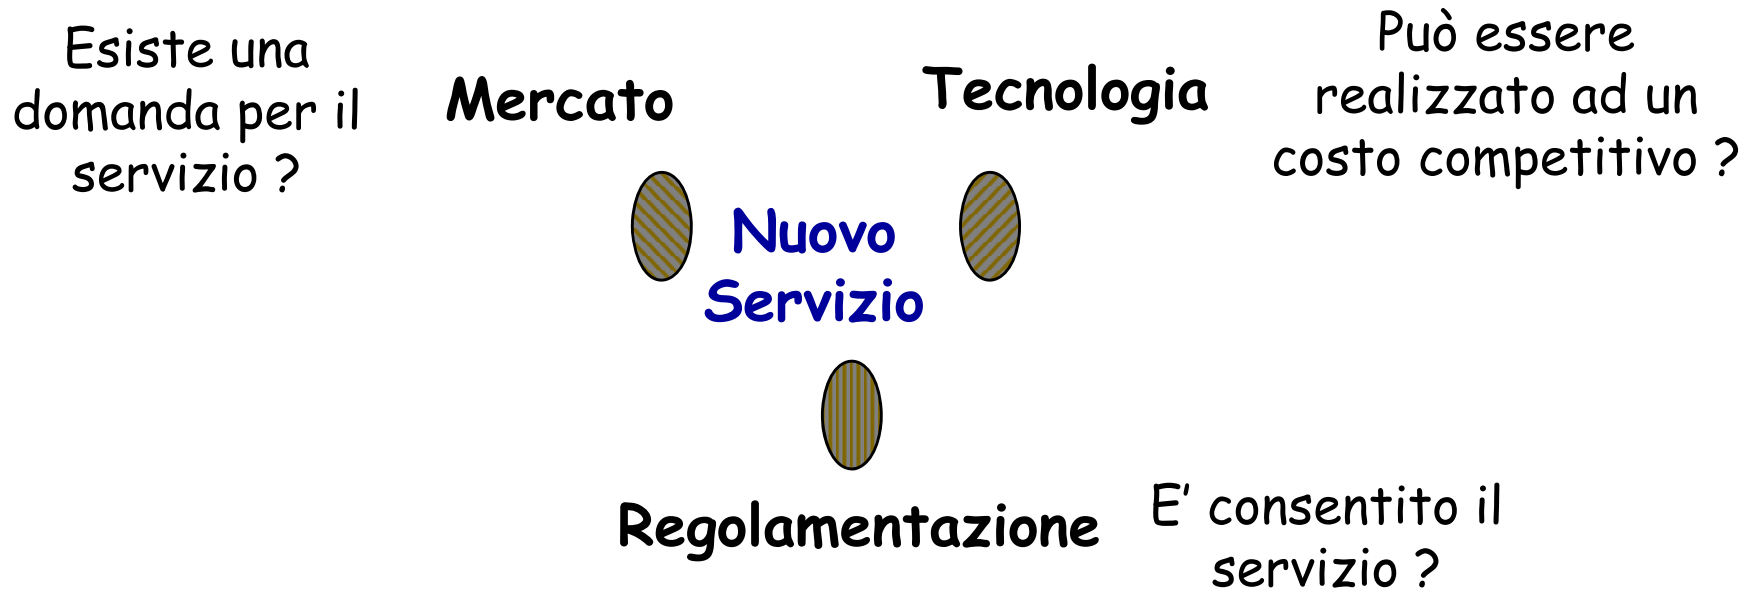 Esiste una
domanda per il
servizio ?
Mercato
Tecnologia
Può essere
realizzato ad un
costo competitivo ?
Nuovo
Servizio
Regolamentazione
E' consentito il
servizio ?